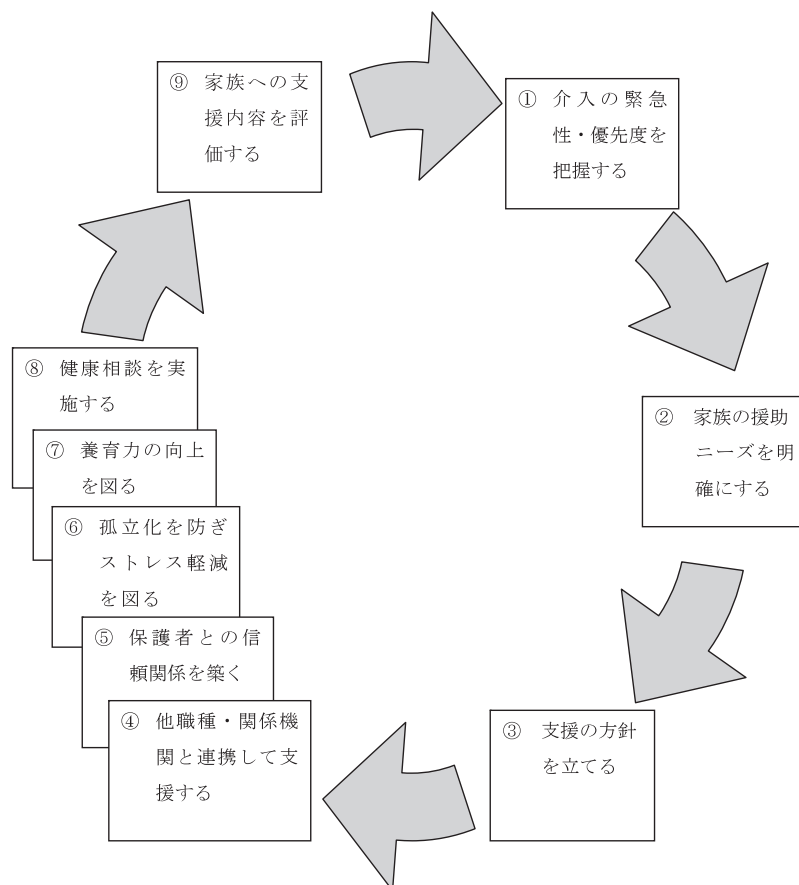 ① 介入の緊急
性・優先度を
把握する
② 家族の援助
ニーズを明
確にする
③ 支援の方針
を立てる
④ 他職種・関係機
関と連携して支
援する
⑤ 保護者との信
頼関係を築く
⑥ 孤立化を防ぎ
ストレス軽減
を図る
⑦ 養育力の向上
を図る
⑧ 健康相談を実
施する
⑨ 家族への支
援内容を評
価する